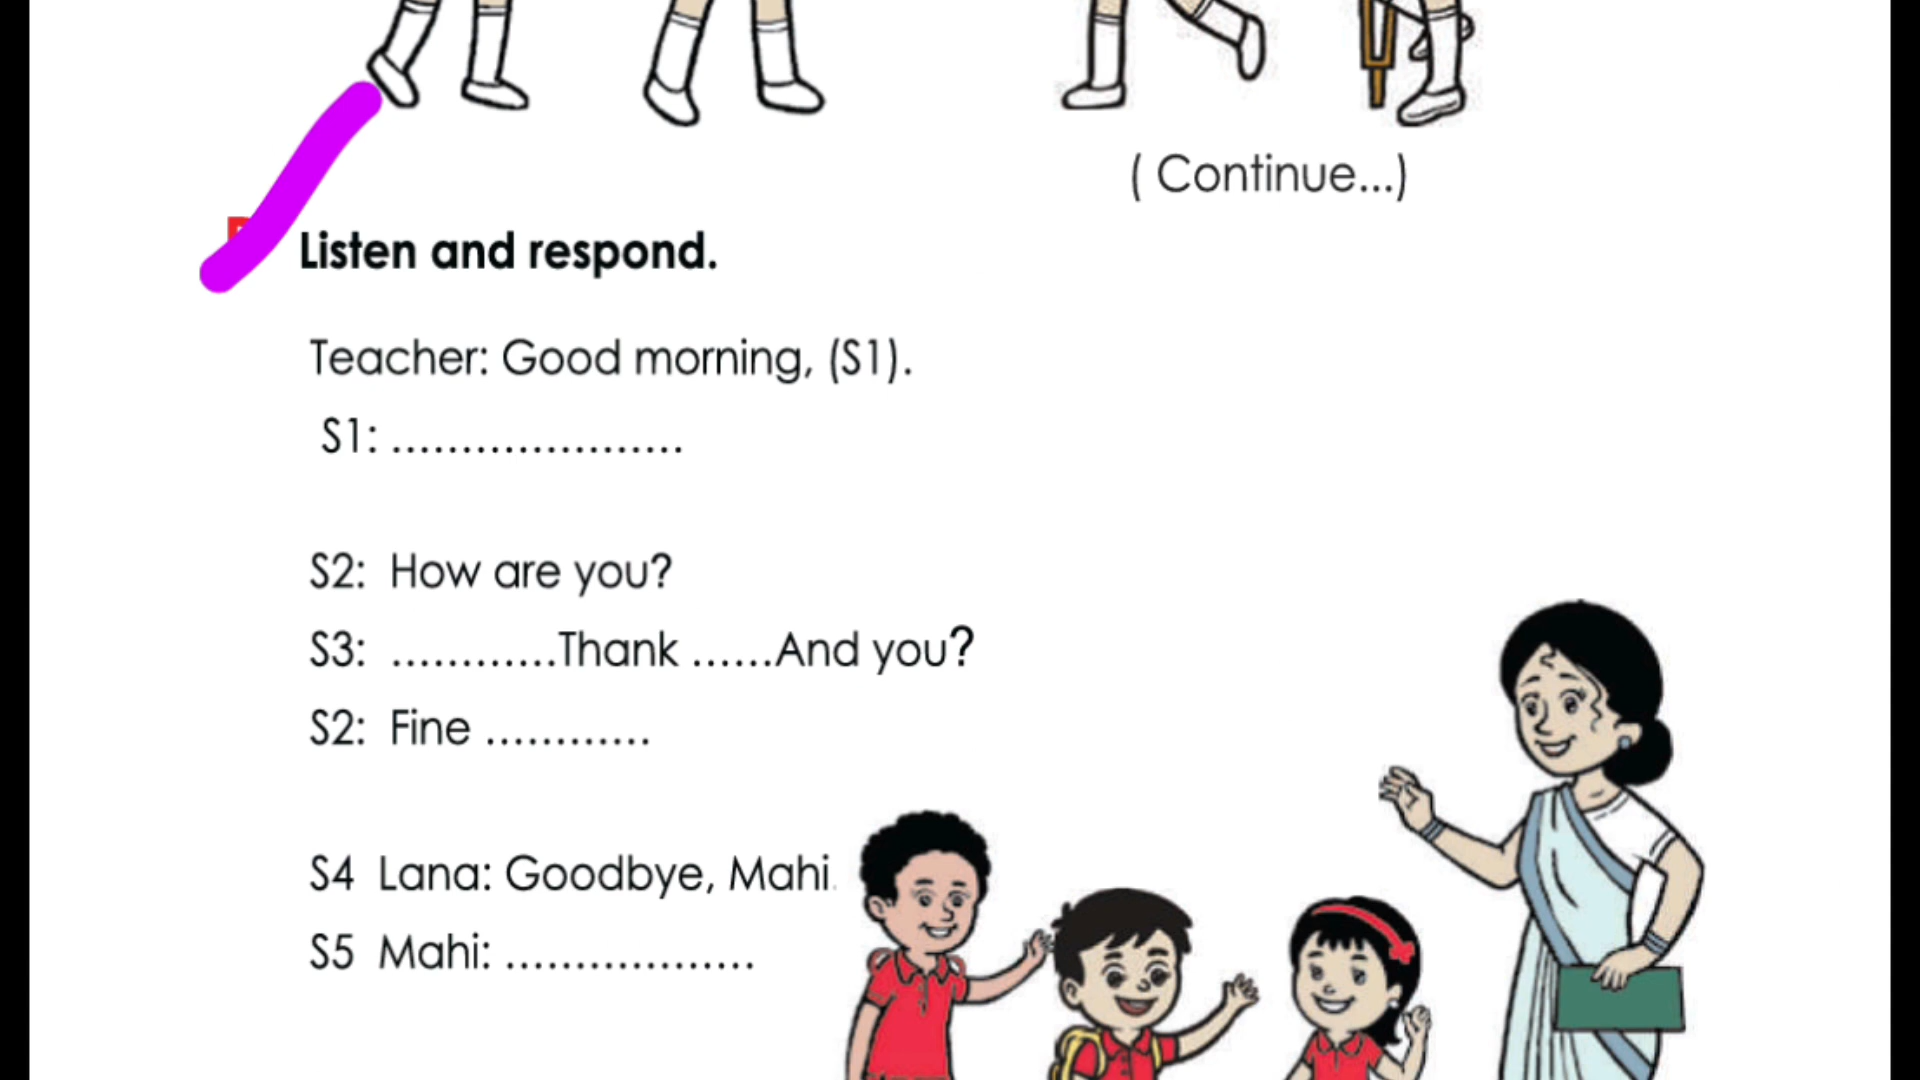 ( Continue...)
Listen and respond.
Teacher: Good morning, (S1).
S1: .....................
S2: How are you?
S3: ............Thank ......And you?
S2: Fine ............
S4 Lana: Goodbye, Mahi.
S5 Mahi: ..................